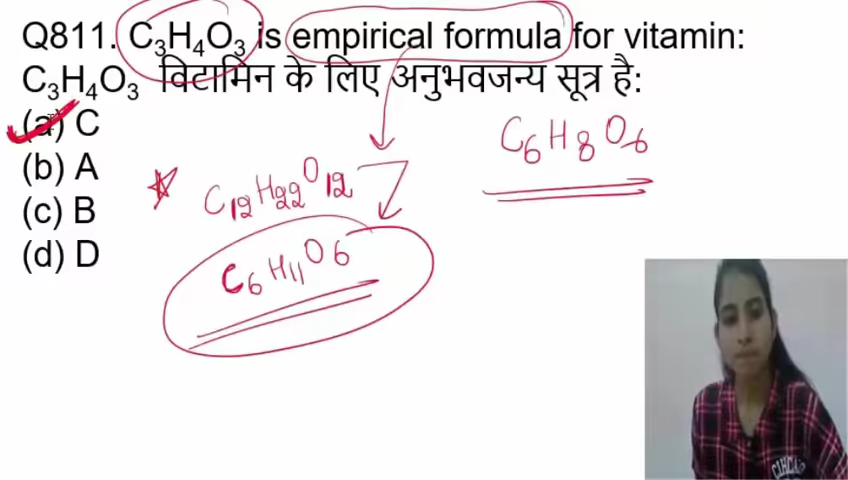 Q811. C₃H₄O₃ is empirical formula for vitamin:
C₃H₄O₃ विटामिन के लिए अनुभवजन्य सूत्र है:
(a) C
(b) A
(c) B
(d) D
C₆H₈O₆
C₁₂H₂₂O₁₂
C₆H₁₁O₆